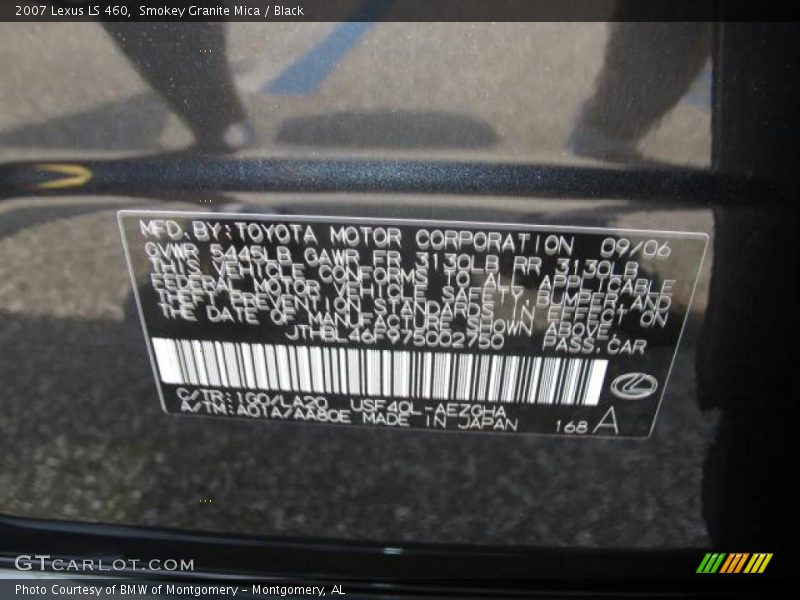 2007 Lexus LS 460, Smokey Granite Mica / Black
MFD. BY: TOYOTA MOTOR CORPORATION 09/06
GVWR 5445LB GAWR FR 3130LB RR 3130LB
THIS VEHICLE CONFORMS TO ALL APPLICABLE
FEDERAL MOTOR VEHICLE SAFETY, BUMPER AND
THEFT PREVENTION STANDARDS IN EFFECT ON
THE DATE OF MANUFACTURE SHOWN ABOVE.
JTHBL46F975002750 PASS. CAR
C/TR: 1G0/LA20 USF40L-AEZGHA
A/TM: A01A/AA80E MADE IN JAPAN 168 A
GTCARLOT.COM
Photo Courtesy of BMW of Montgomery - Montgomery, AL